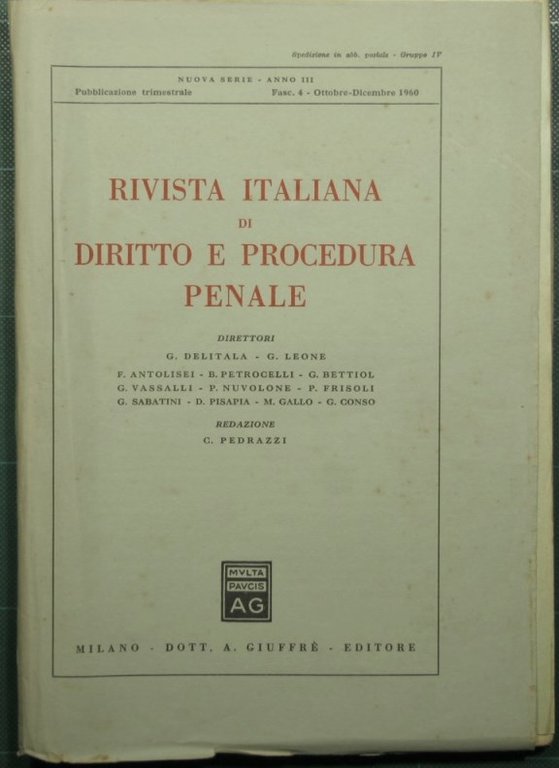 Spedizione in abb. postale - Gruppo IV
NUOVA SERIE - ANNO III
Pubblicazione trimestrale Fasc. 4 - Ottobre-Dicembre 1960
RIVISTA ITALIANA
DI
DIRITTO E PROCEDURA
PENALE
DIRETTORI
G. DELITALA - G. LEONE
F. ANTOLISEI - B. PETROCELLI - G. BETTIOL
G. VASSALLI - P. NUVOLONE - P. FRISOLI
G. SABATINI - D. PISAPIA - M. GALLO - G. CONSO
REDAZIONE
C. PEDRAZZI
MVLTA
PAVCIS
AG
MILANO - DOTT. A. GIUFFRÈ - EDITORE